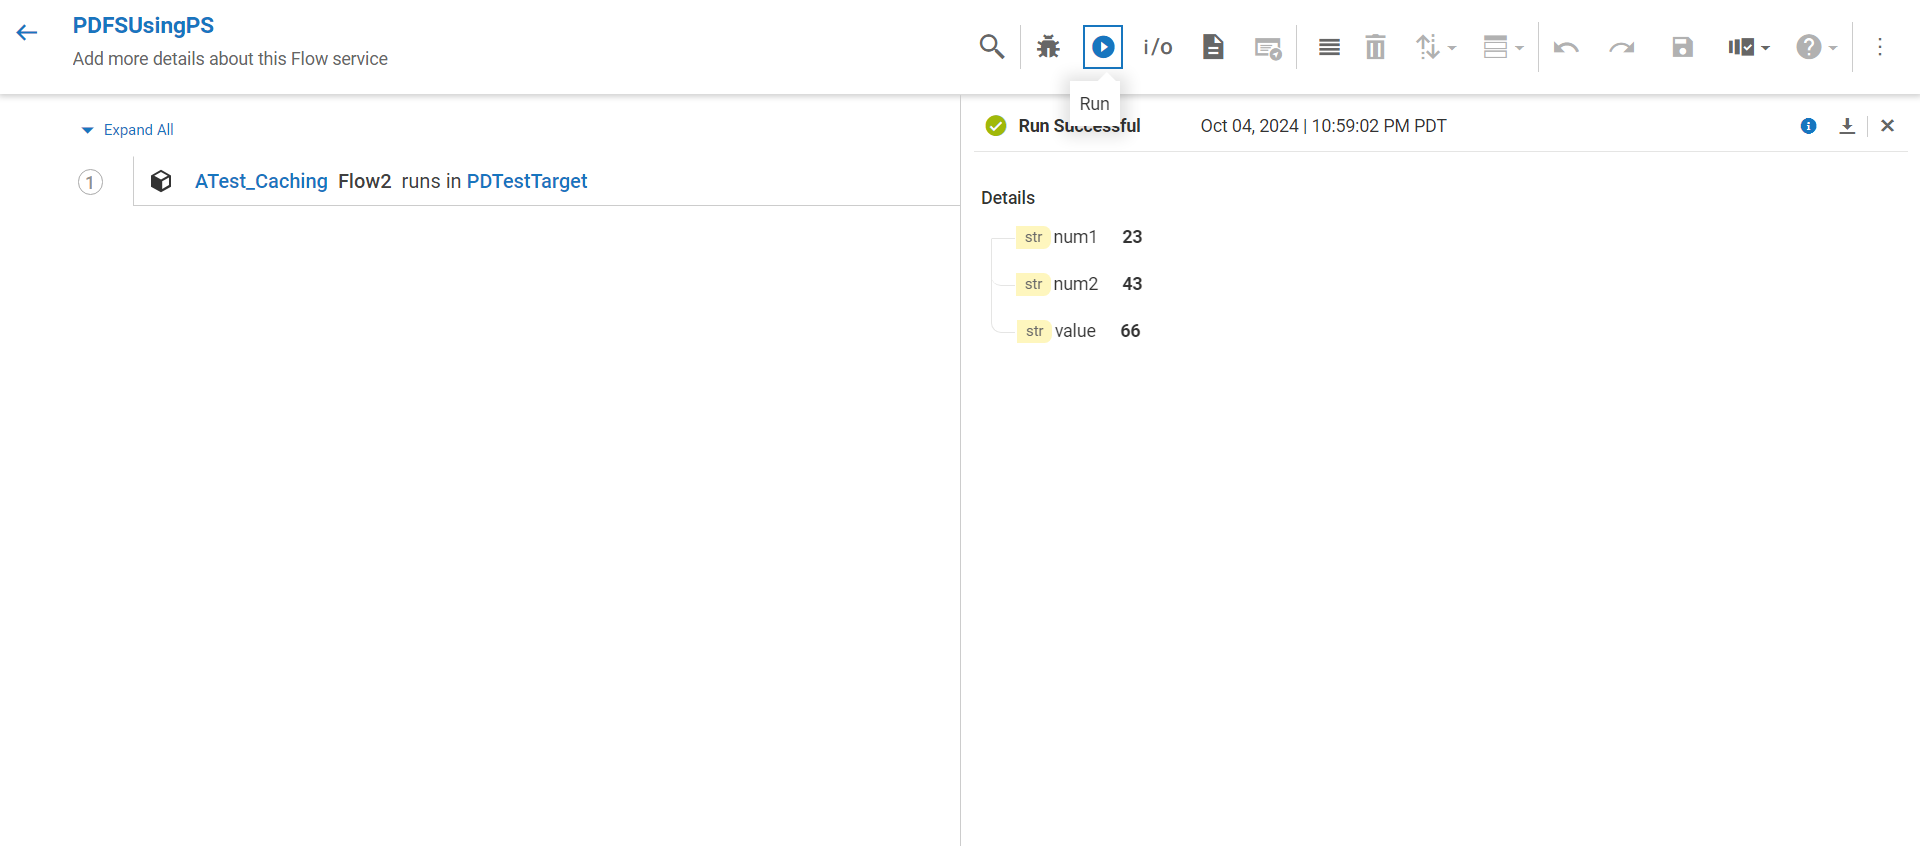 PDFSUsingPS
Add more details about this Flow service
i/o
Run
Expand All
1 ATest_Caching Flow2 runs in PDTestTarget
Run Successful Oct 04, 2024 | 10:59:02 PM PDT
Details
str num1 23
str num2 43
str value 66